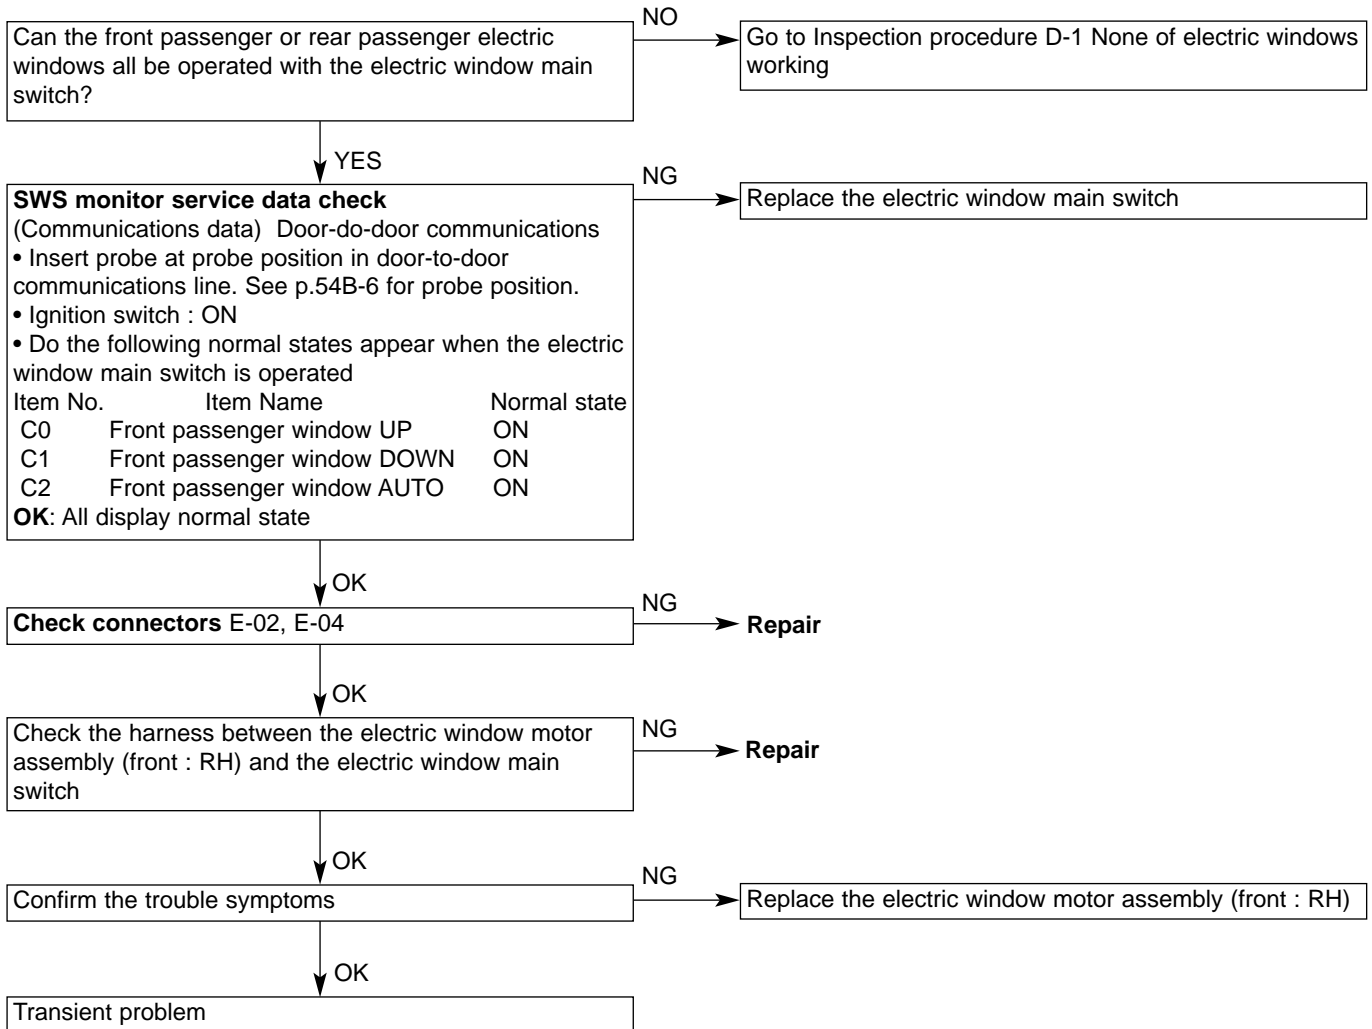 Can the front passenger or rear passenger electric
windows all be operated with the electric window main
switch?
NO
Go to Inspection procedure D-1 None of electric windows
working
YES
SWS monitor service data check
(Communications data) Door-do-door communications
• Insert probe at probe position in door-to-door
communications line. See p.54B-6 for probe position.
• Ignition switch : ON
• Do the following normal states appear when the electric
window main switch is operated
Item No. Item Name Normal state
C0 Front passenger window UP ON
C1 Front passenger window DOWN ON
C2 Front passenger window AUTO ON
OK: All display normal state
NG
Replace the electric window main switch
OK
Check connectors E-02, E-04
NG
Repair
OK
Check the harness between the electric window motor
assembly (front : RH) and the electric window main
switch
NG
Repair
OK
Confirm the trouble symptoms
NG
Replace the electric window motor assembly (front : RH)
OK
Transient problem